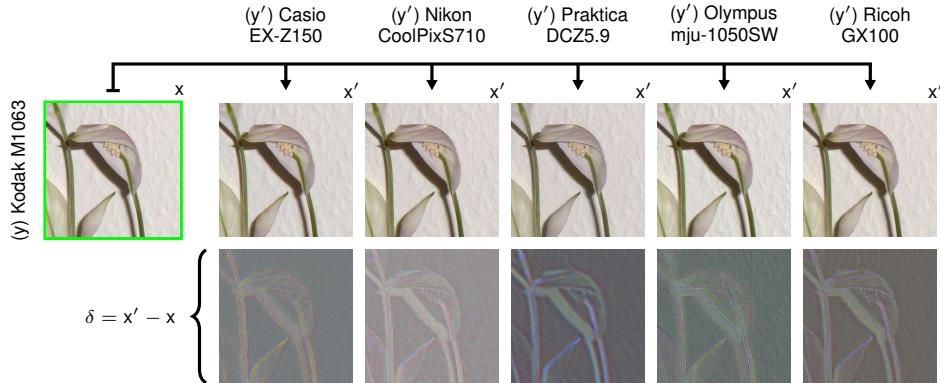 (y′) Casio
EX-Z150
(y′) Nikon
CoolPixS710
(y′) Praktica
DCZ5.9
(y′) Olympus
mju-1050SW
(y′) Ricoh
GX100
x
x′
x′
x′
x′
x′
(y) Kodak M1063
δ = x′ − x